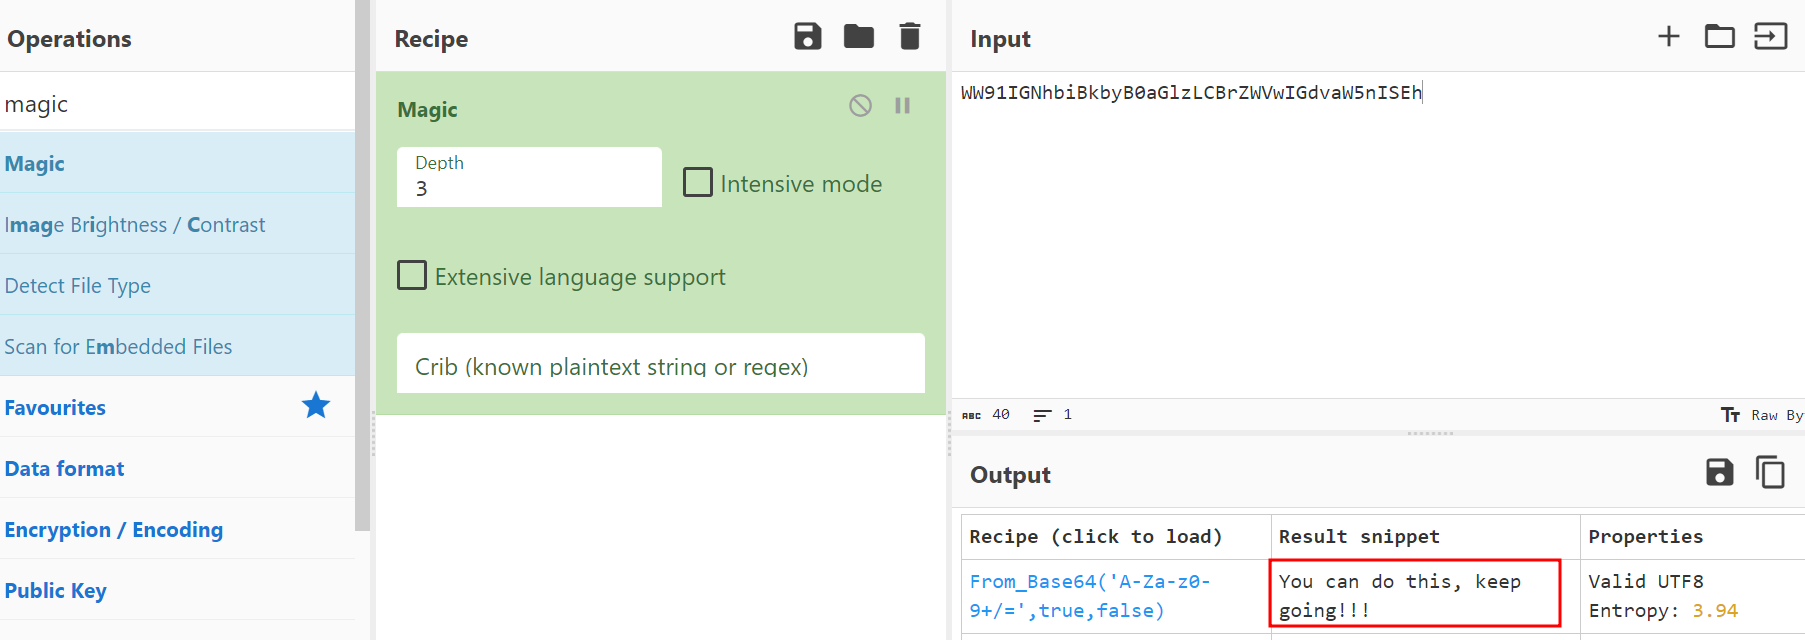 Operations
magic
Magic
Image Brightness / Contrast
Detect File Type
Scan for Embedded Files
Favourites
Data format
Encryption / Encoding
Public Key
Recipe
Magic
Depth
3
Intensive mode
Extensive language support
Crib (known plaintext string or regex)
Input
WW91IGNhbiBkbyB0aGlzLCBrZWVwIGdvaW5nISEh
ABC 40 1
Tт Raw By
Output
Recipe (click to load) Result snippet Properties
From_Base64('A-Za-z0- You can do this, keep Valid UTF8
9+/=',true,false) going!!! Entropy: 3.94